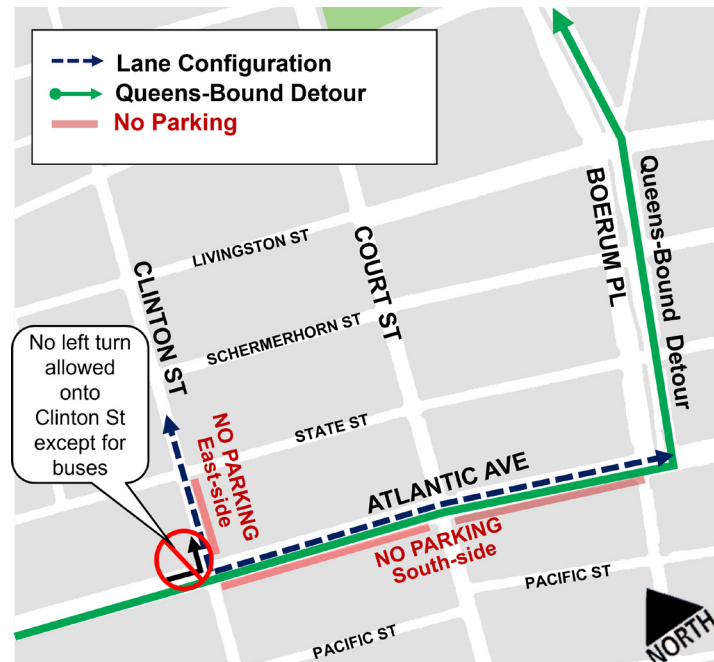 Lane Configuration
Queens-Bound Detour
No Parking
LIVINGSTON ST
COURT ST
BOERUM PL
Queens-Bound Detour
CLINTON ST
SCHERMERHORN ST
No left turn
allowed
onto
Clinton St
except for
buses
NO PARKING
East-side
STATE ST
ATLANTIC AVE
NO PARKING
South-side
PACIFIC ST
PACIFIC ST
NORTH